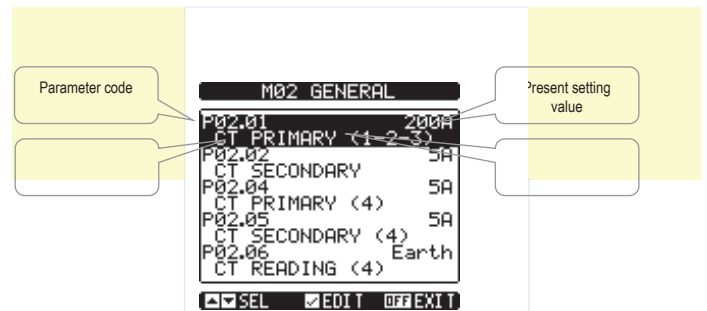 Parameter code
Present setting
value
M02 GENERAL
P02.01 200A
CT PRIMARY (1-2-3)
P02.02 5A
CT SECONDARY
P02.04 5A
CT PRIMARY (4)
P02.05 5A
CT SECONDARY (4)
P02.06 Earth
CT READING (4)
▲▼ SEL ✓ EDIT OFF EXIT